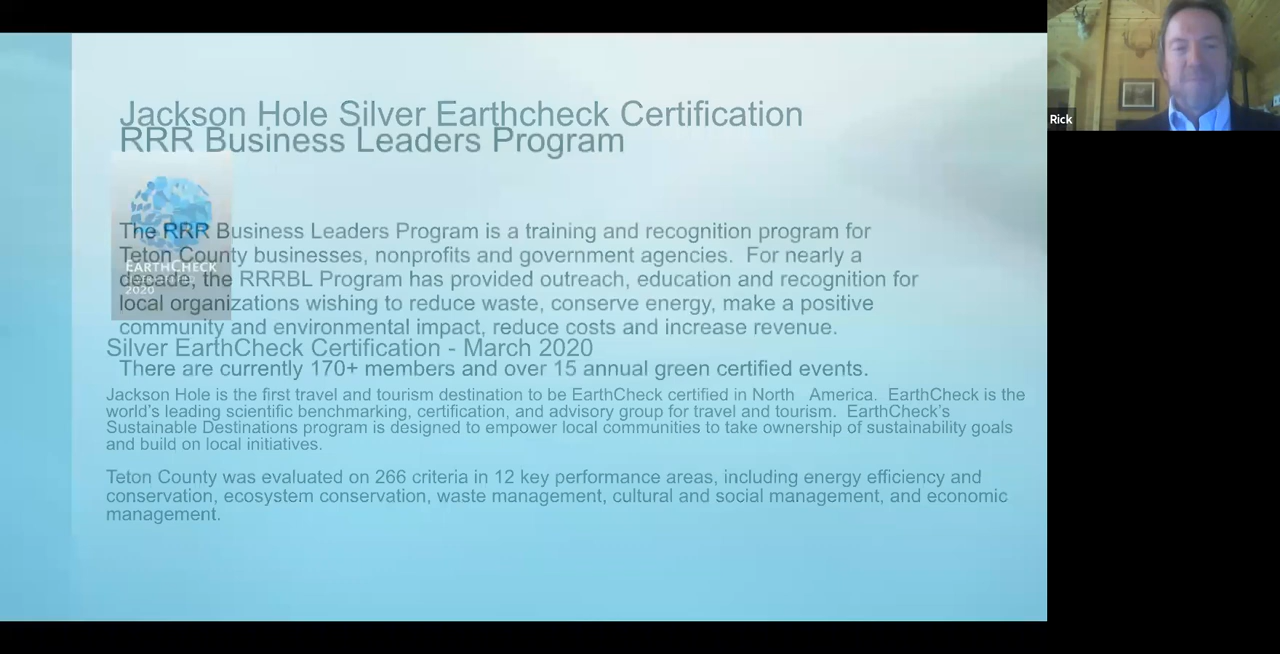 Jackson Hole Silver Earthcheck Certification
RRR Business Leaders Program
The RRR Business Leaders Program is a training and recognition program for
Teton County businesses, nonprofits and government agencies.  For nearly a
decade, the RRRBL Program has provided outreach, education and recognition for
local organizations wishing to reduce waste, conserve energy, make a positive
community and environmental impact, reduce costs and increase revenue.
EARTHCHECK
2020
Silver EarthCheck Certification - March 2020
There are currently 170+ members and over 15 annual green certified events.
Jackson Hole is the first travel and tourism destination to be EarthCheck certified in North   America.  EarthCheck is the
world's leading scientific benchmarking, certification, and advisory group for travel and tourism.  EarthCheck's
Sustainable Destinations program is designed to empower local communities to take ownership of sustainability goals
and build on local initiatives.
Teton County was evaluated on 266 criteria in 12 key performance areas, including energy efficiency and
conservation, ecosystem conservation, waste management, cultural and social management, and economic
management.
Rick